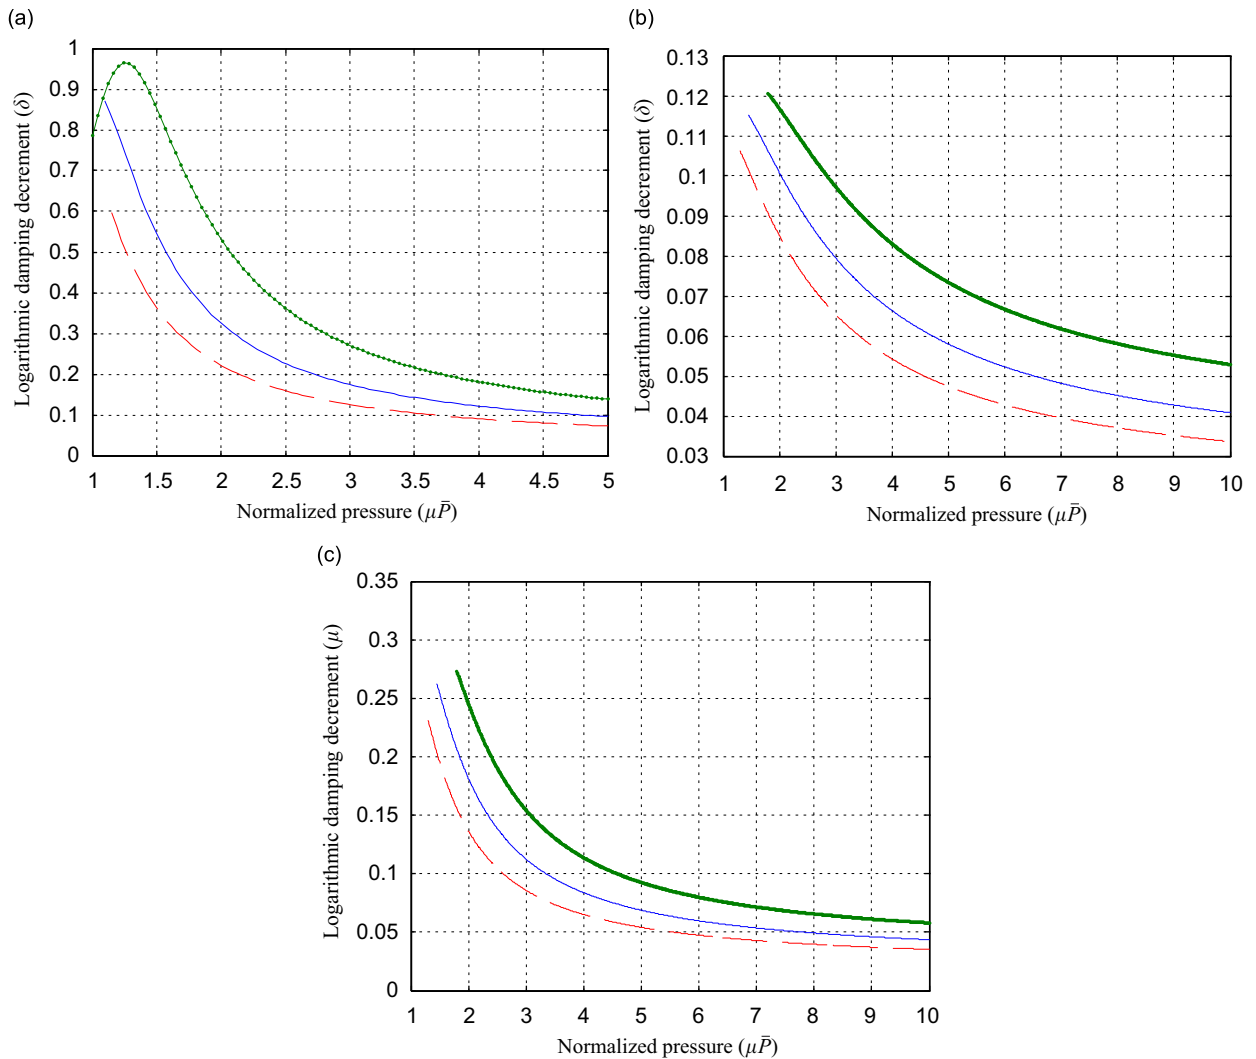 (a)
1
0.9
0.8
0.7
0.6
0.5
0.4
0.3
0.2
0.1
0
Logarithmic damping decrement (δ)
1 1.5 2 2.5 3 3.5 4 4.5 5
Normalized pressure (μP̄)
(b)
0.13
0.12
0.11
0.1
0.09
0.08
0.07
0.06
0.05
0.04
0.03
Logarithmic damping decrement (δ)
1 2 3 4 5 6 7 8 9 10
Normalized pressure (μP̄)
(c)
0.35
0.3
0.25
0.2
0.15
0.1
0.05
0
Logarithmic damping decrement (μ)
1 2 3 4 5 6 7 8 9 10
Normalized pressure (μP̄)